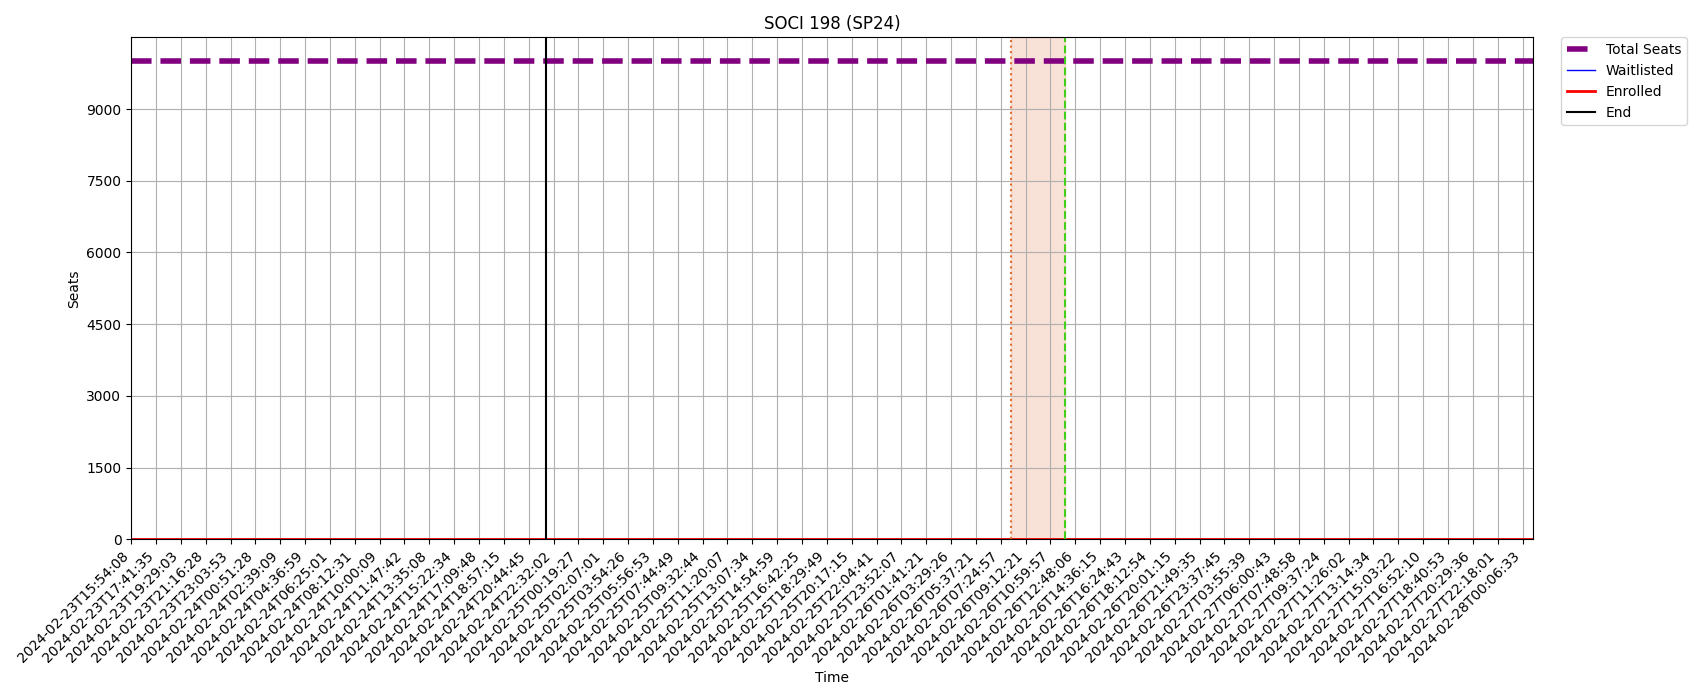 SOCI 198 (SP24)
Total Seats
Waitlisted
Enrolled
End
Seats
9000
7500
6000
4500
3000
1500
0
2024-02-23T15:54:08
2024-02-23T17:41:35
2024-02-23T19:29:03
2024-02-23T21:16:28
2024-02-23T23:03:53
2024-02-24T00:51:28
2024-02-24T02:39:09
2024-02-24T04:36:59
2024-02-24T06:25:01
2024-02-24T08:12:31
2024-02-24T10:00:09
2024-02-24T11:47:42
2024-02-24T13:35:08
2024-02-24T15:22:34
2024-02-24T17:09:48
2024-02-24T18:57:15
2024-02-24T20:44:45
2024-02-24T22:32:02
2024-02-25T00:19:27
2024-02-25T02:07:01
2024-02-25T03:54:26
2024-02-25T05:56:53
2024-02-25T07:44:49
2024-02-25T09:32:44
2024-02-25T11:20:07
2024-02-25T13:07:34
2024-02-25T14:54:59
2024-02-25T16:42:25
2024-02-25T18:29:49
2024-02-25T20:17:15
2024-02-25T22:04:41
2024-02-25T23:52:07
2024-02-26T01:41:21
2024-02-26T03:29:26
2024-02-26T05:37:21
2024-02-26T07:24:57
2024-02-26T09:12:21
2024-02-26T10:59:57
2024-02-26T12:48:06
2024-02-26T14:36:15
2024-02-26T16:24:43
2024-02-26T18:12:54
2024-02-26T20:01:15
2024-02-26T21:49:35
2024-02-26T23:37:45
2024-02-27T03:55:39
2024-02-27T06:00:43
2024-02-27T07:48:58
2024-02-27T09:37:24
2024-02-27T11:26:02
2024-02-27T13:14:34
2024-02-27T15:03:22
2024-02-27T16:52:10
2024-02-27T18:40:53
2024-02-27T20:29:36
2024-02-27T22:18:01
2024-02-28T00:06:33
Time